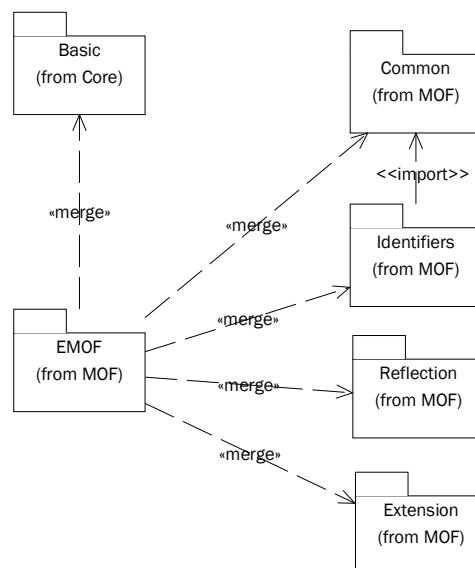 Basic
(from Core)
Common
(from MOF)
<<import>>
«merge»
«merge»
Identifiers
(from MOF)
«merge»
EMOF
(from MOF)
Reflection
(from MOF)
«merge»
«merge»
Extension
(from MOF)